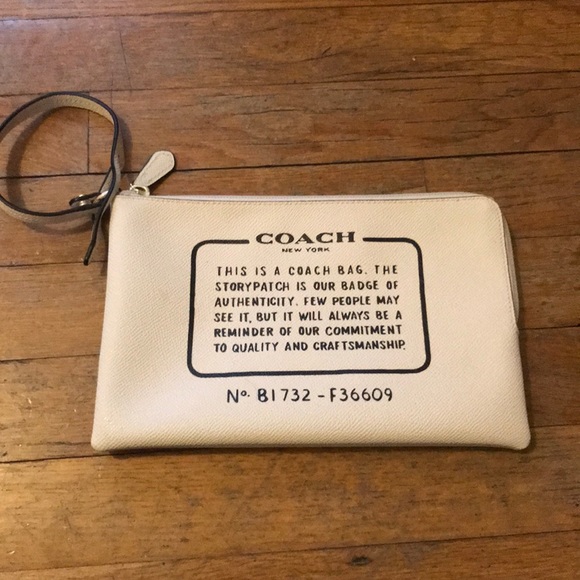 COACH
NEW YORK
THIS IS A COACH BAG. THE
STORYPATCH IS OUR BADGE OF
AUTHENTICITY. FEW PEOPLE MAY
SEE IT, BUT IT WILL ALWAYS BE A
REMINDER OF OUR COMMITMENT
TO QUALITY AND CRAFTSMANSHIP.
Nº. B1732 - F36609